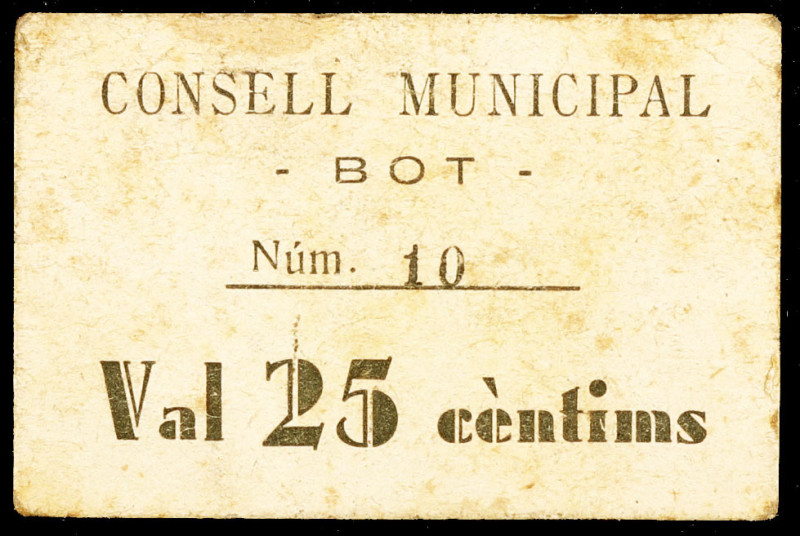 CONSELL MUNICIPAL
- BOT -
Núm. 10
Val 25 cèntims